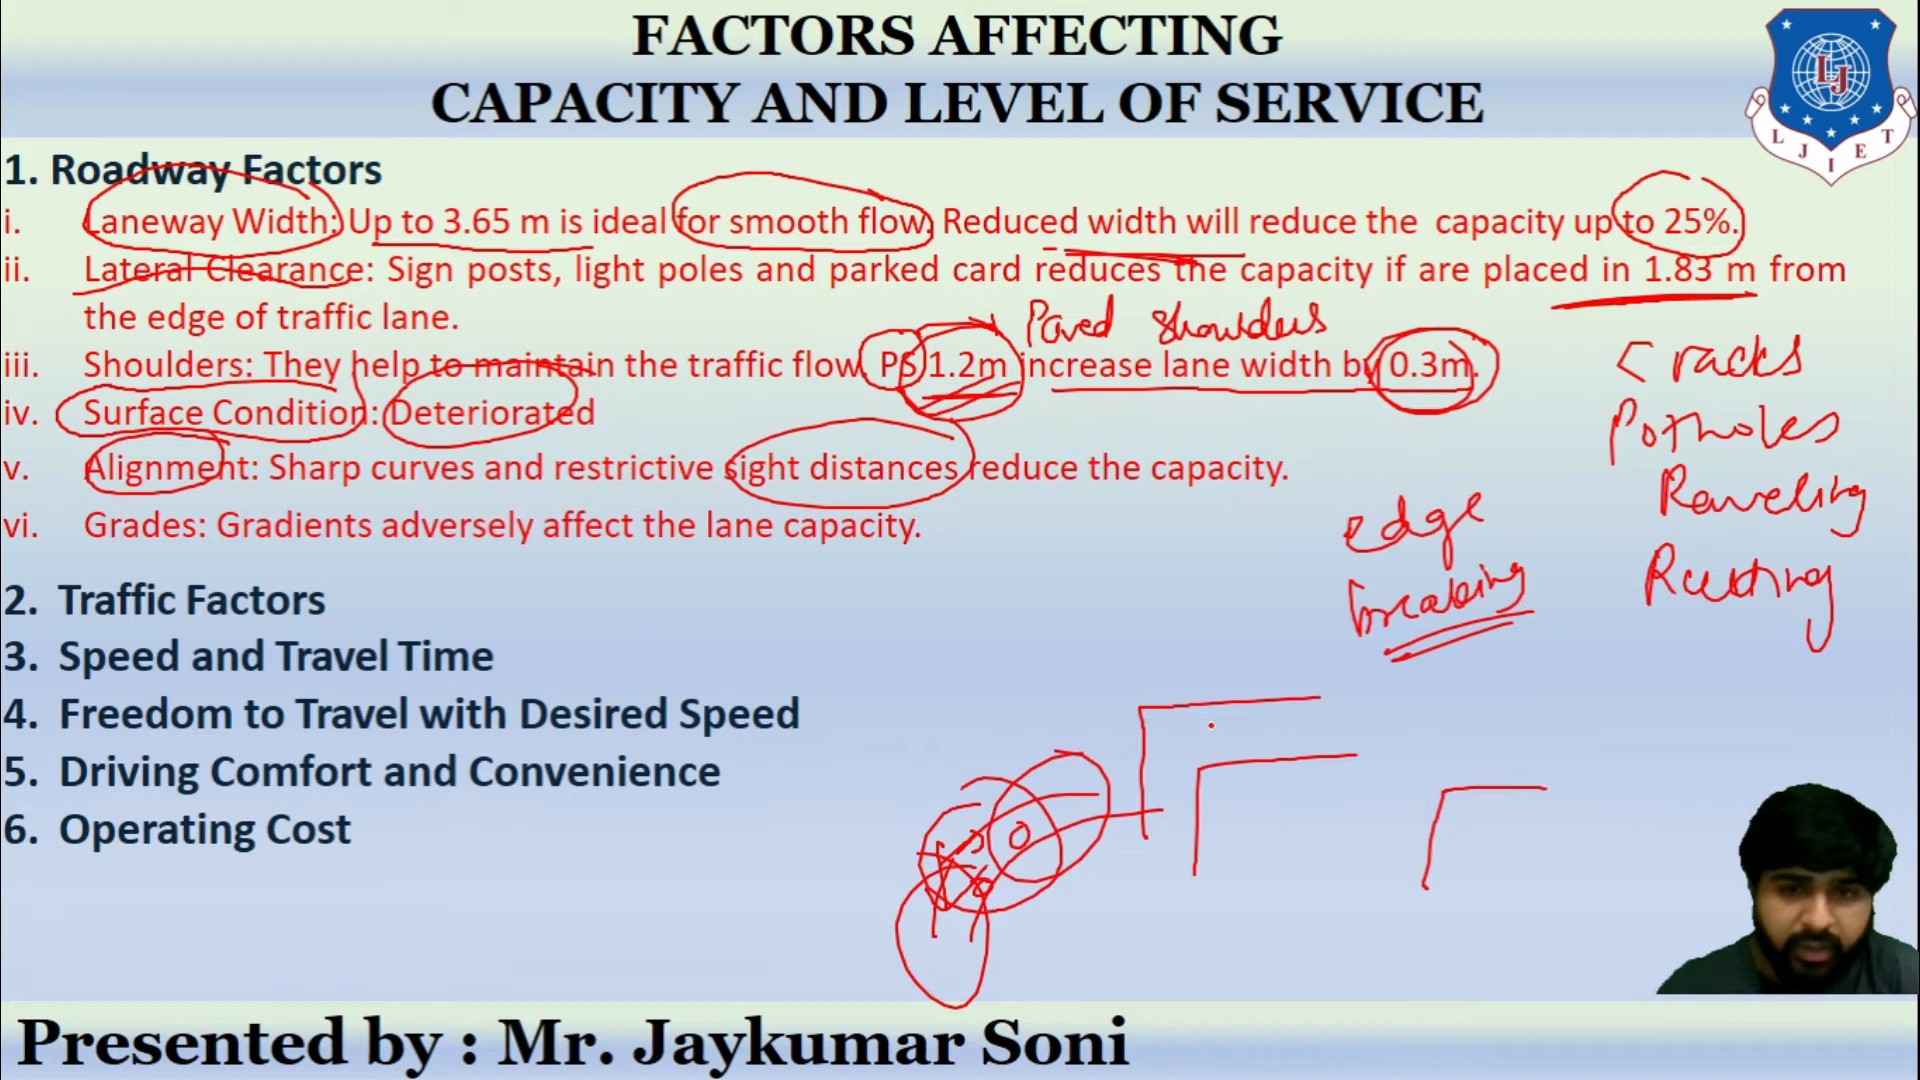 FACTORS AFFECTING
CAPACITY AND LEVEL OF SERVICE
L J I E T
LJ
1. Roadway Factors
i. Laneway Width: Up to 3.65 m is ideal for smooth flow. Reduced width will reduce the capacity up to 25%.
ii. Lateral Clearance: Sign posts, light poles and parked card reduces the capacity if are placed in 1.83 m from
the edge of traffic lane.
Paved shoulders
iii. Shoulders: They help to maintain the traffic flow. PS 1.2m increase lane width by 0.3m.
iv. Surface Condition: Deteriorated
v. Alignment: Sharp curves and restrictive sight distances reduce the capacity.
vi. Grades: Gradients adversely affect the lane capacity.
Cracks
Potholes
Raveling
Rutting
edge
breaking
2. Traffic Factors
3. Speed and Travel Time
4. Freedom to Travel with Desired Speed
5. Driving Comfort and Convenience
6. Operating Cost
Presented by : Mr. Jaykumar Soni